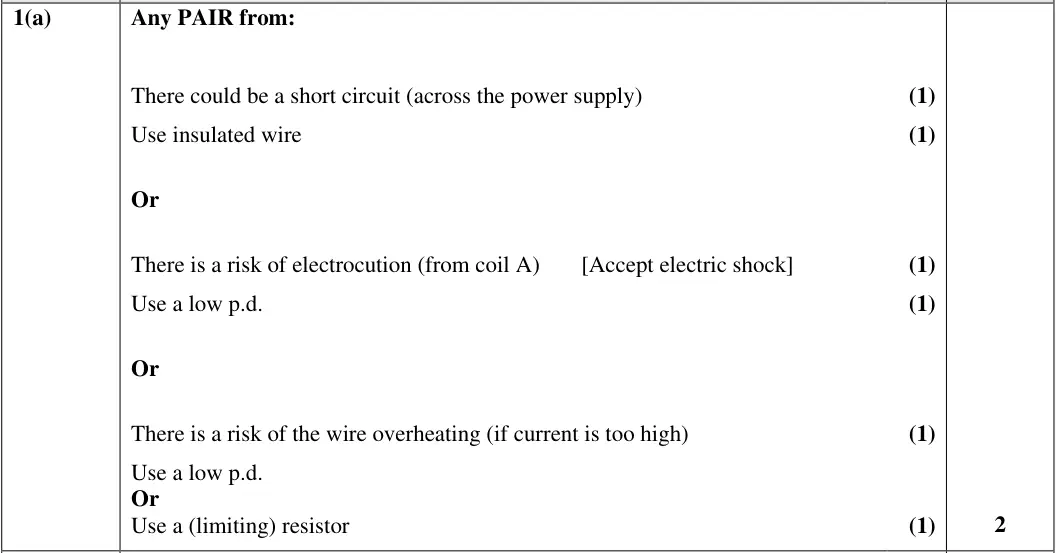 1(a) Any PAIR from:
There could be a short circuit (across the power supply) (1)
Use insulated wire (1)
Or
There is a risk of electrocution (from coil A) [Accept electric shock] (1)
Use a low p.d. (1)
Or
There is a risk of the wire overheating (if current is too high) (1)
Use a low p.d.
Or
Use a (limiting) resistor (1) 2